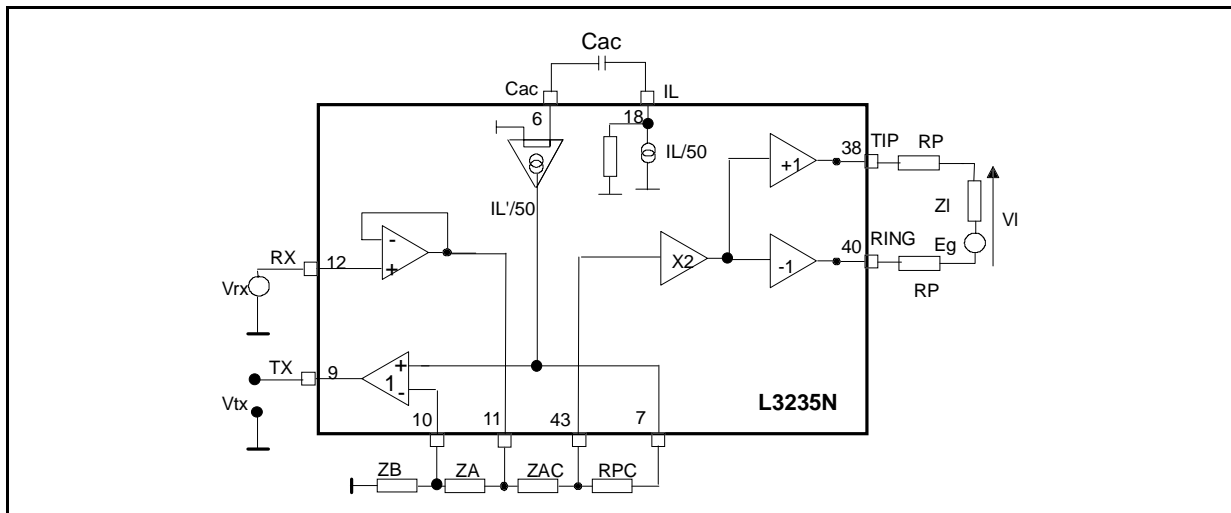 Cac
Cac
IL
6
18
IL/50
38
TIP
RP
+1
IL'/50
ZI
VI
Eg
RX
12
-
+
X2
-1
40
RING
RP
Vrx
TX
9
+
1
-
Vtx
L3235N
10
11
43
7
ZB
ZA
ZAC
RPC